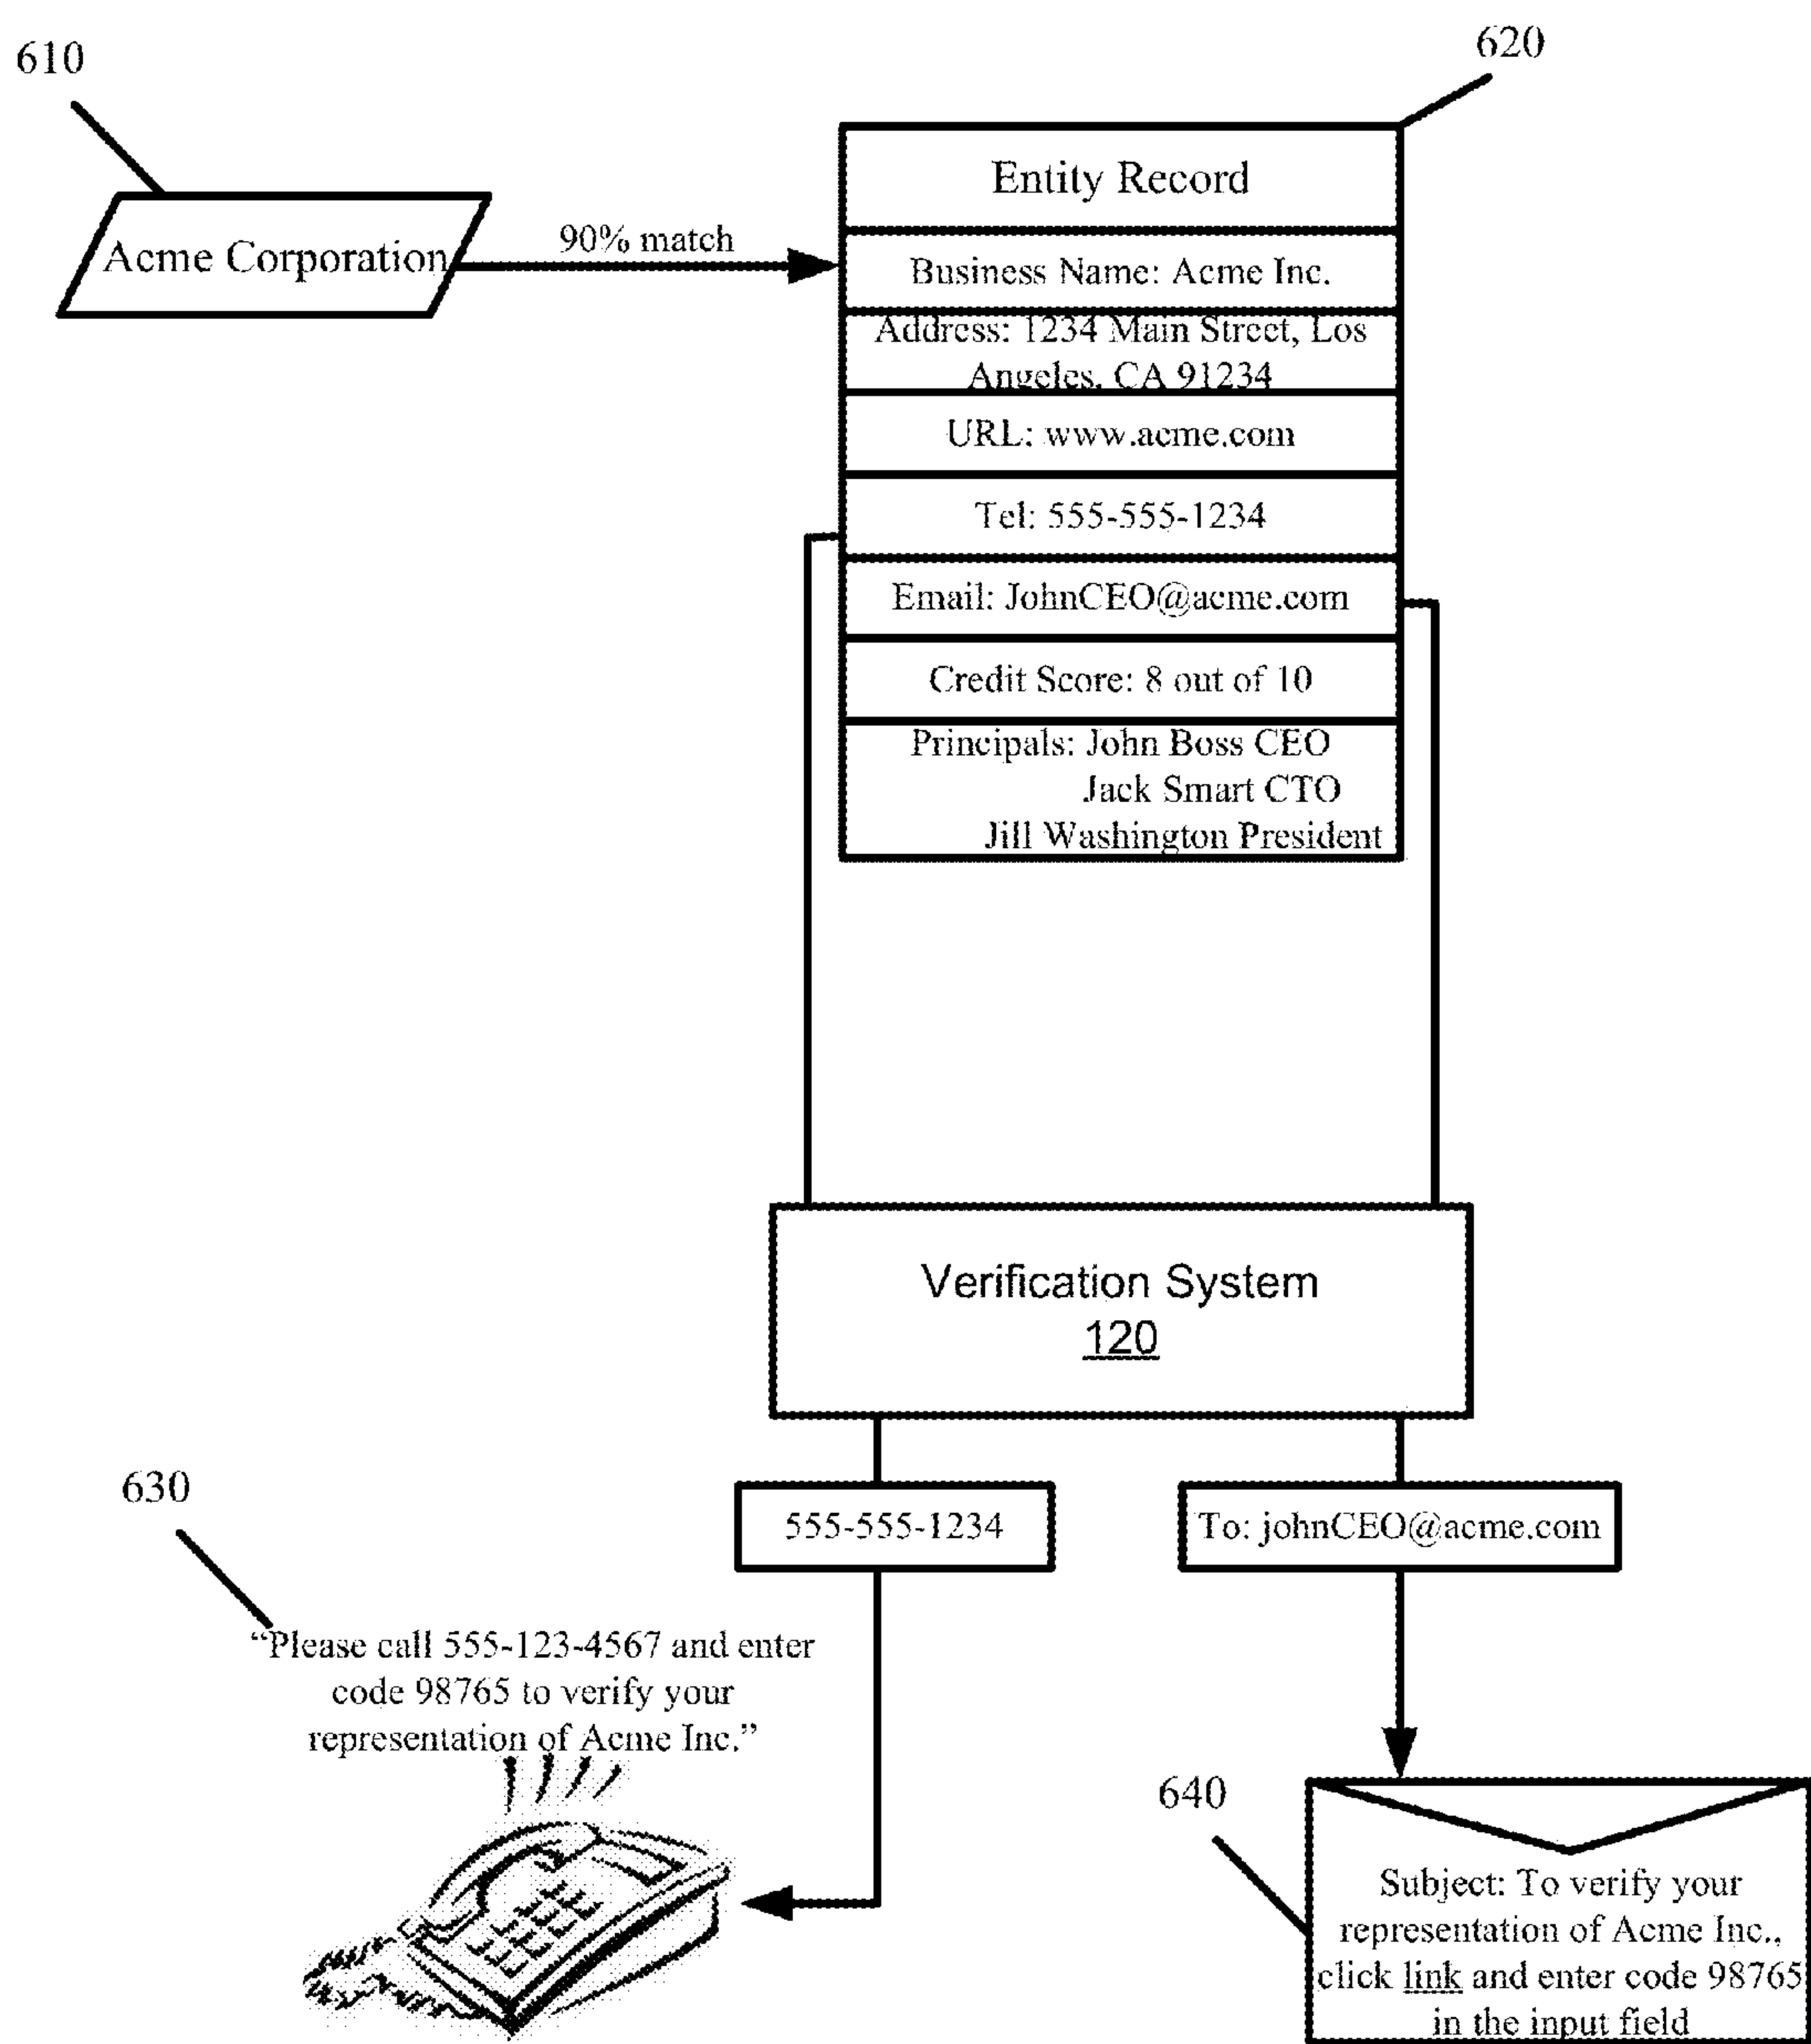 610
620
Entity Record
Acme Corporation
90% match
Business Name: Acme Inc.
Address: 1234 Main Street, Los
Angeles, CA 91234
URL: www.acme.com
Tel: 555-555-1234
Email: JohnCEO@acme.com
Credit Score: 8 out of 10
Principals: John Boss CEO
Jack Smart CTO
Jill Washington President
Verification System
120
630
555-555-1234
To: johnCEO@acme.com
“Please call 555-123-4567 and enter
code 98765 to verify your
representation of Acme Inc.”
640
Subject: To verify your
representation of Acme Inc.,
click link and enter code 98765
in the input field